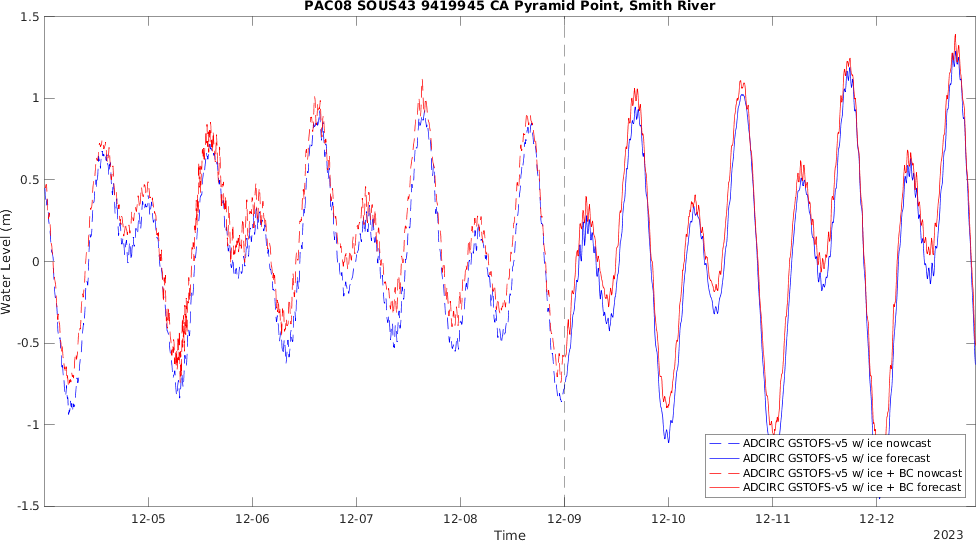 PAC08 SOUS43 9419945 CA Pyramid Point, Smith River
1.5
1
0.5
0
-0.5
-1
-1.5
Water Level (m)
12-05 12-06 12-07 12-08 12-09 12-10 12-11 12-12
Time
2023
ADCIRC GSTOFS-v5 w/ ice nowcast
ADCIRC GSTOFS-v5 w/ ice forecast
ADCIRC GSTOFS-v5 w/ ice + BC nowcast
ADCIRC GSTOFS-v5 w/ ice + BC forecast